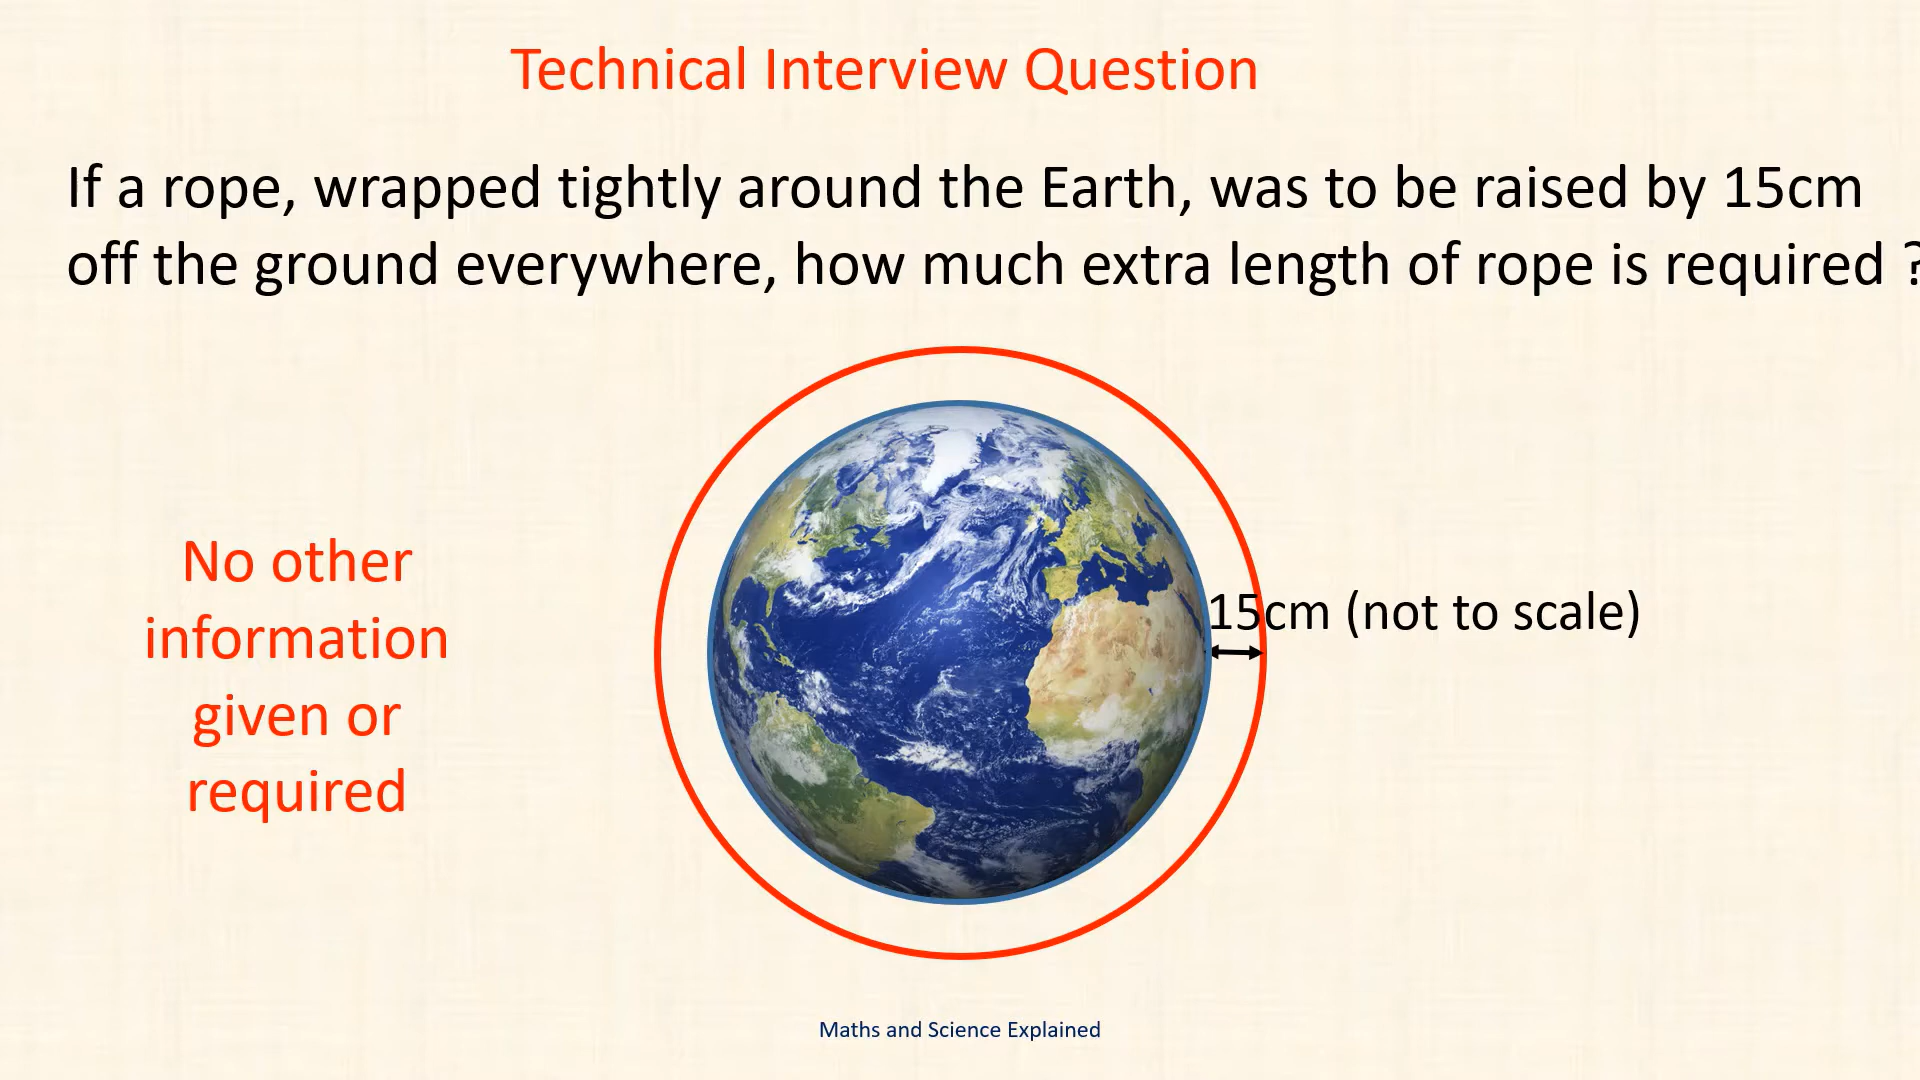 Technical Interview Question
If a rope, wrapped tightly around the Earth, was to be raised by 15cm
off the ground everywhere, how much extra length of rope is required ?
No other
information
given or
required
15cm (not to scale)
Maths and Science Explained